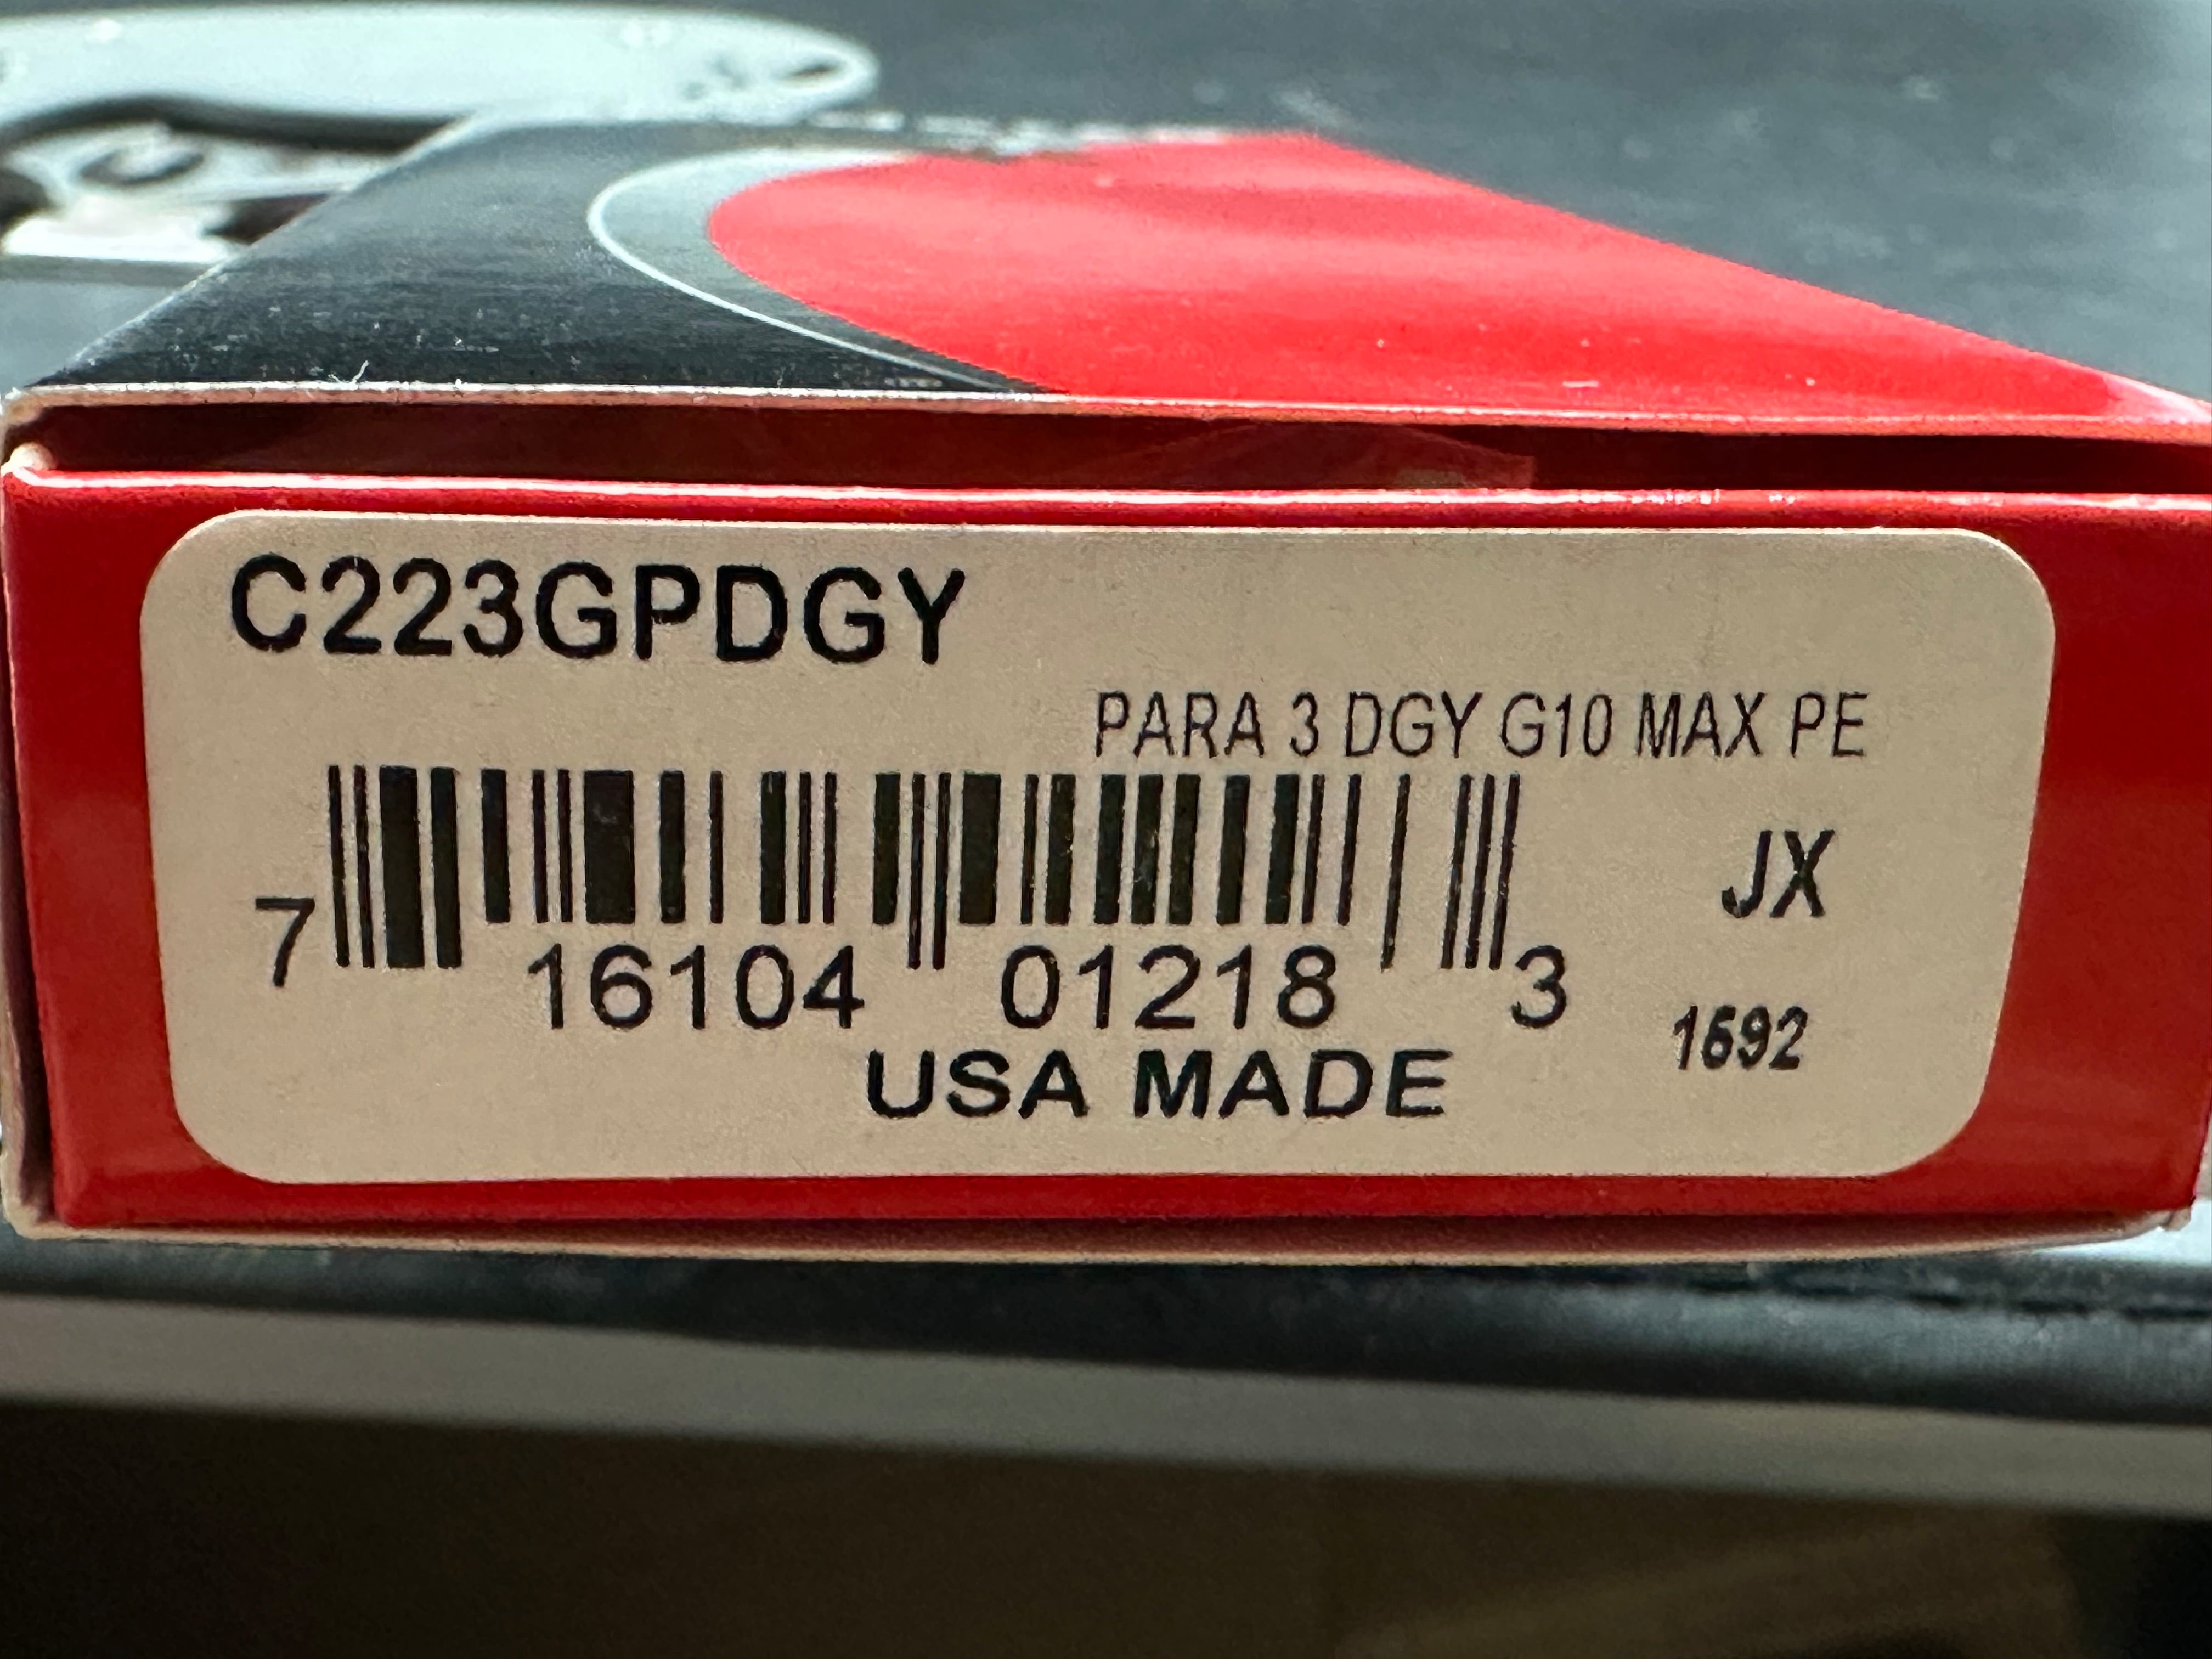 C223GPDGY
PARA 3 DGY G10 MAX PE
JX
7 16104 01218 3
1692
USA MADE